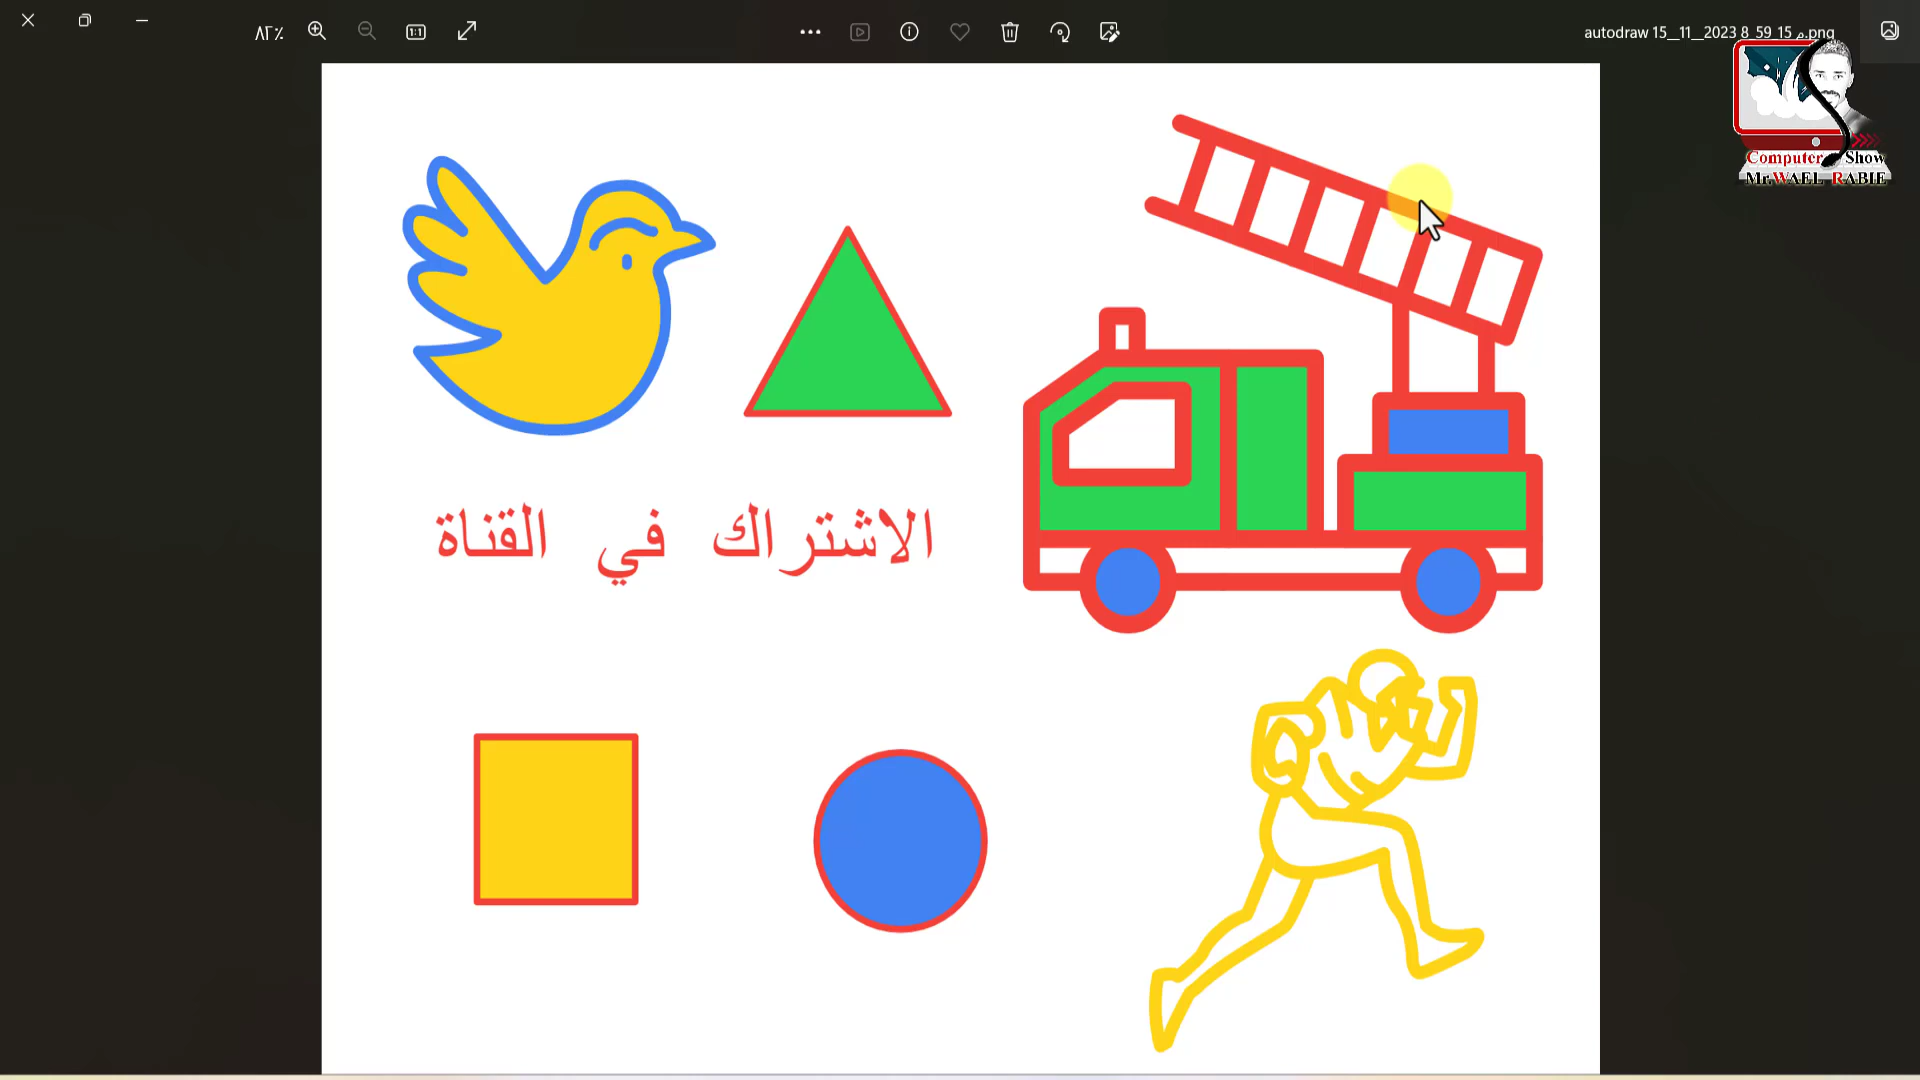 ٨٢٪
autodraw 15_11_2023 8_59_15 م.png
Computer Show
Mr.WAEL RABIE
الاشتراك في القناة